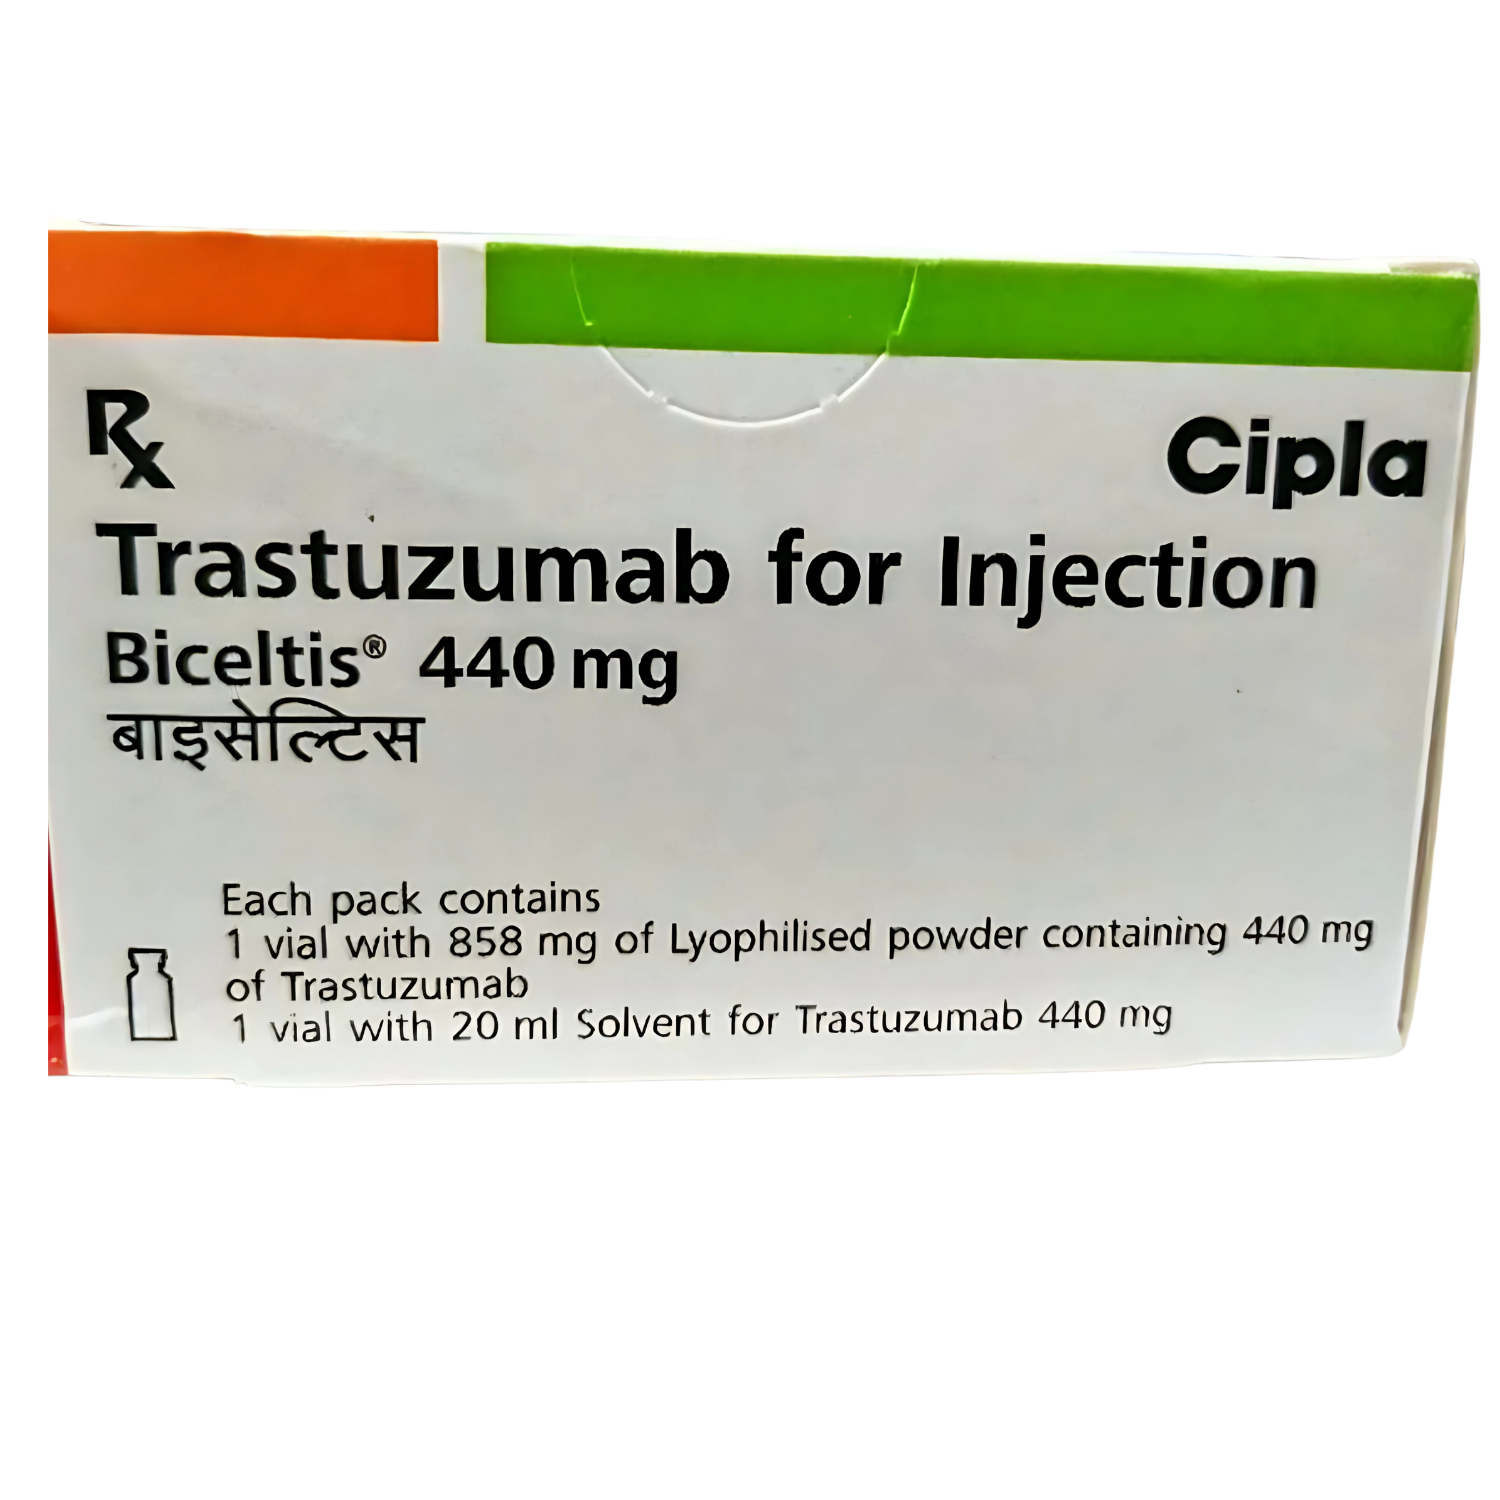 Rx
Cipla
Trastuzumab for Injection
Biceltis® 440 mg
बाइसेल्टिस
Each pack contains
1 vial with 858 mg of Lyophilised powder containing 440 mg
of Trastuzumab
1 vial with 20 ml Solvent for Trastuzumab 440 mg